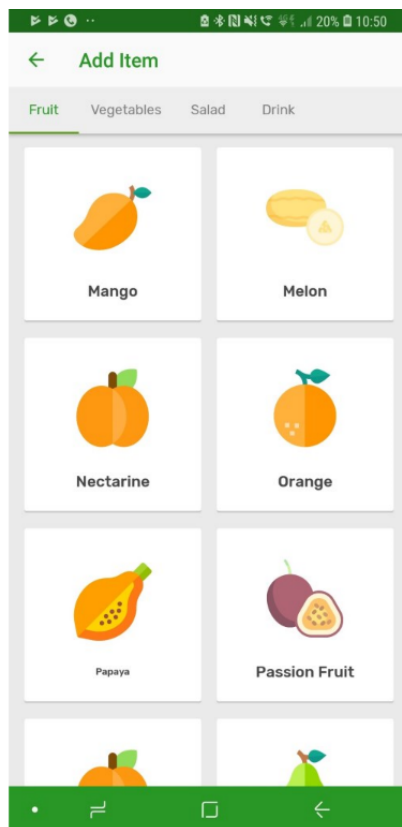 20% 10:50
Add Item
Fruit Vegetables Salad Drink
Mango Melon
Nectarine Orange
Papaya Passion Fruit